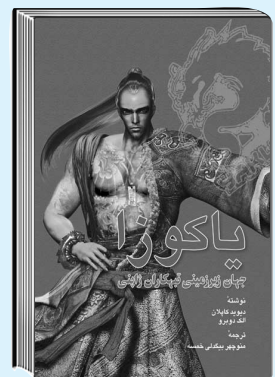 یاکوزا
جهان زیرزمینی تبهکاران ژاپنی
نوشتهٔ
دیوید کاپلان
الک دوبرو
ترجمهٔ
منوچهر بیگدلی خمسه